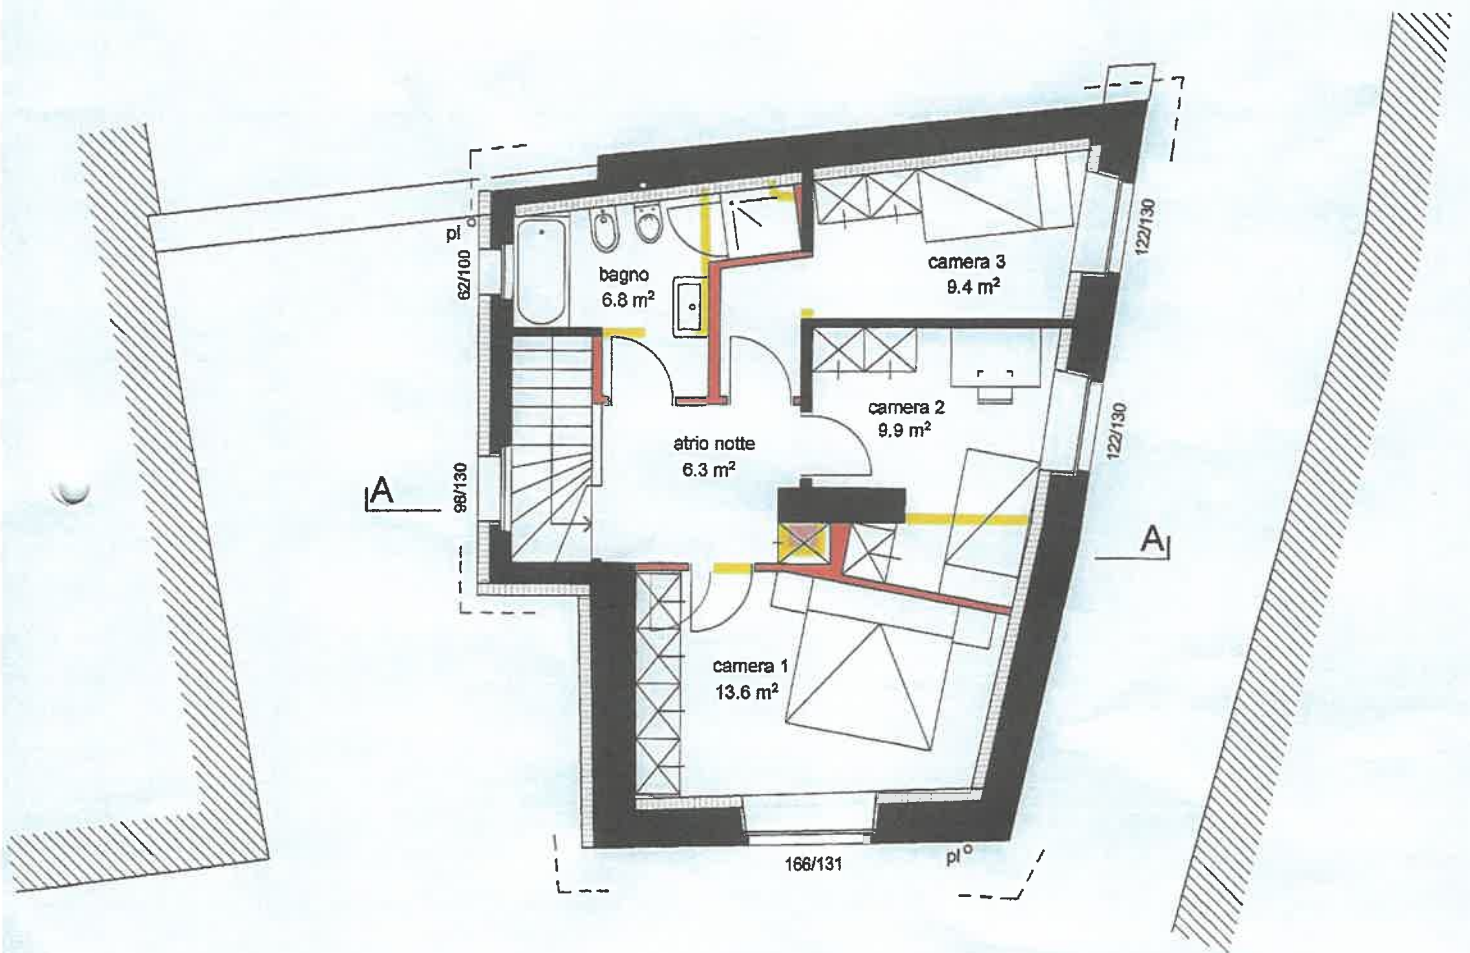 122/130
pl
62/100
bagno
6.8 m²
camera 3
9.4 m²
camera 2
9.9 m²
122/130
atrio notte
6.3 m²
98/130
A
A
camera 1
13.6 m²
166/131
pl